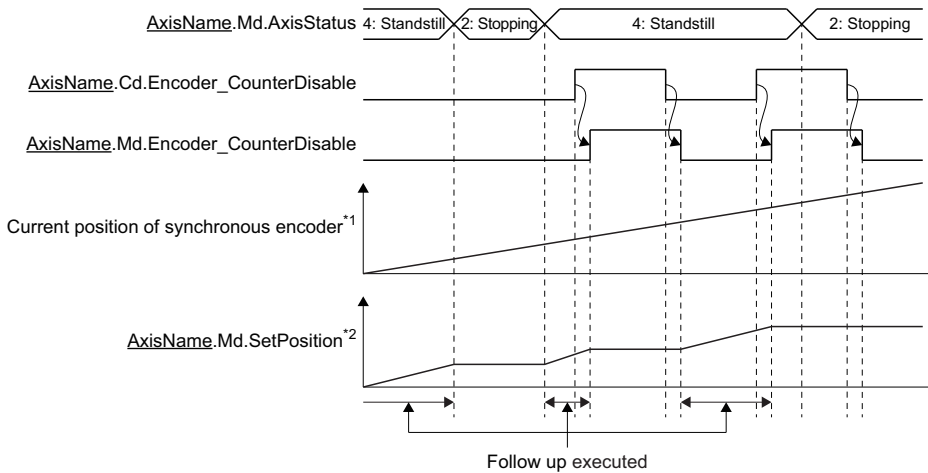 AxisName.Md.AxisStatus 4: Standstill 2: Stopping 4: Standstill 2: Stopping
AxisName.Cd.Encoder_CounterDisable
AxisName.Md.Encoder_CounterDisable
Current position of synchronous encoder*1
AxisName.Md.SetPosition*2
Follow up executed